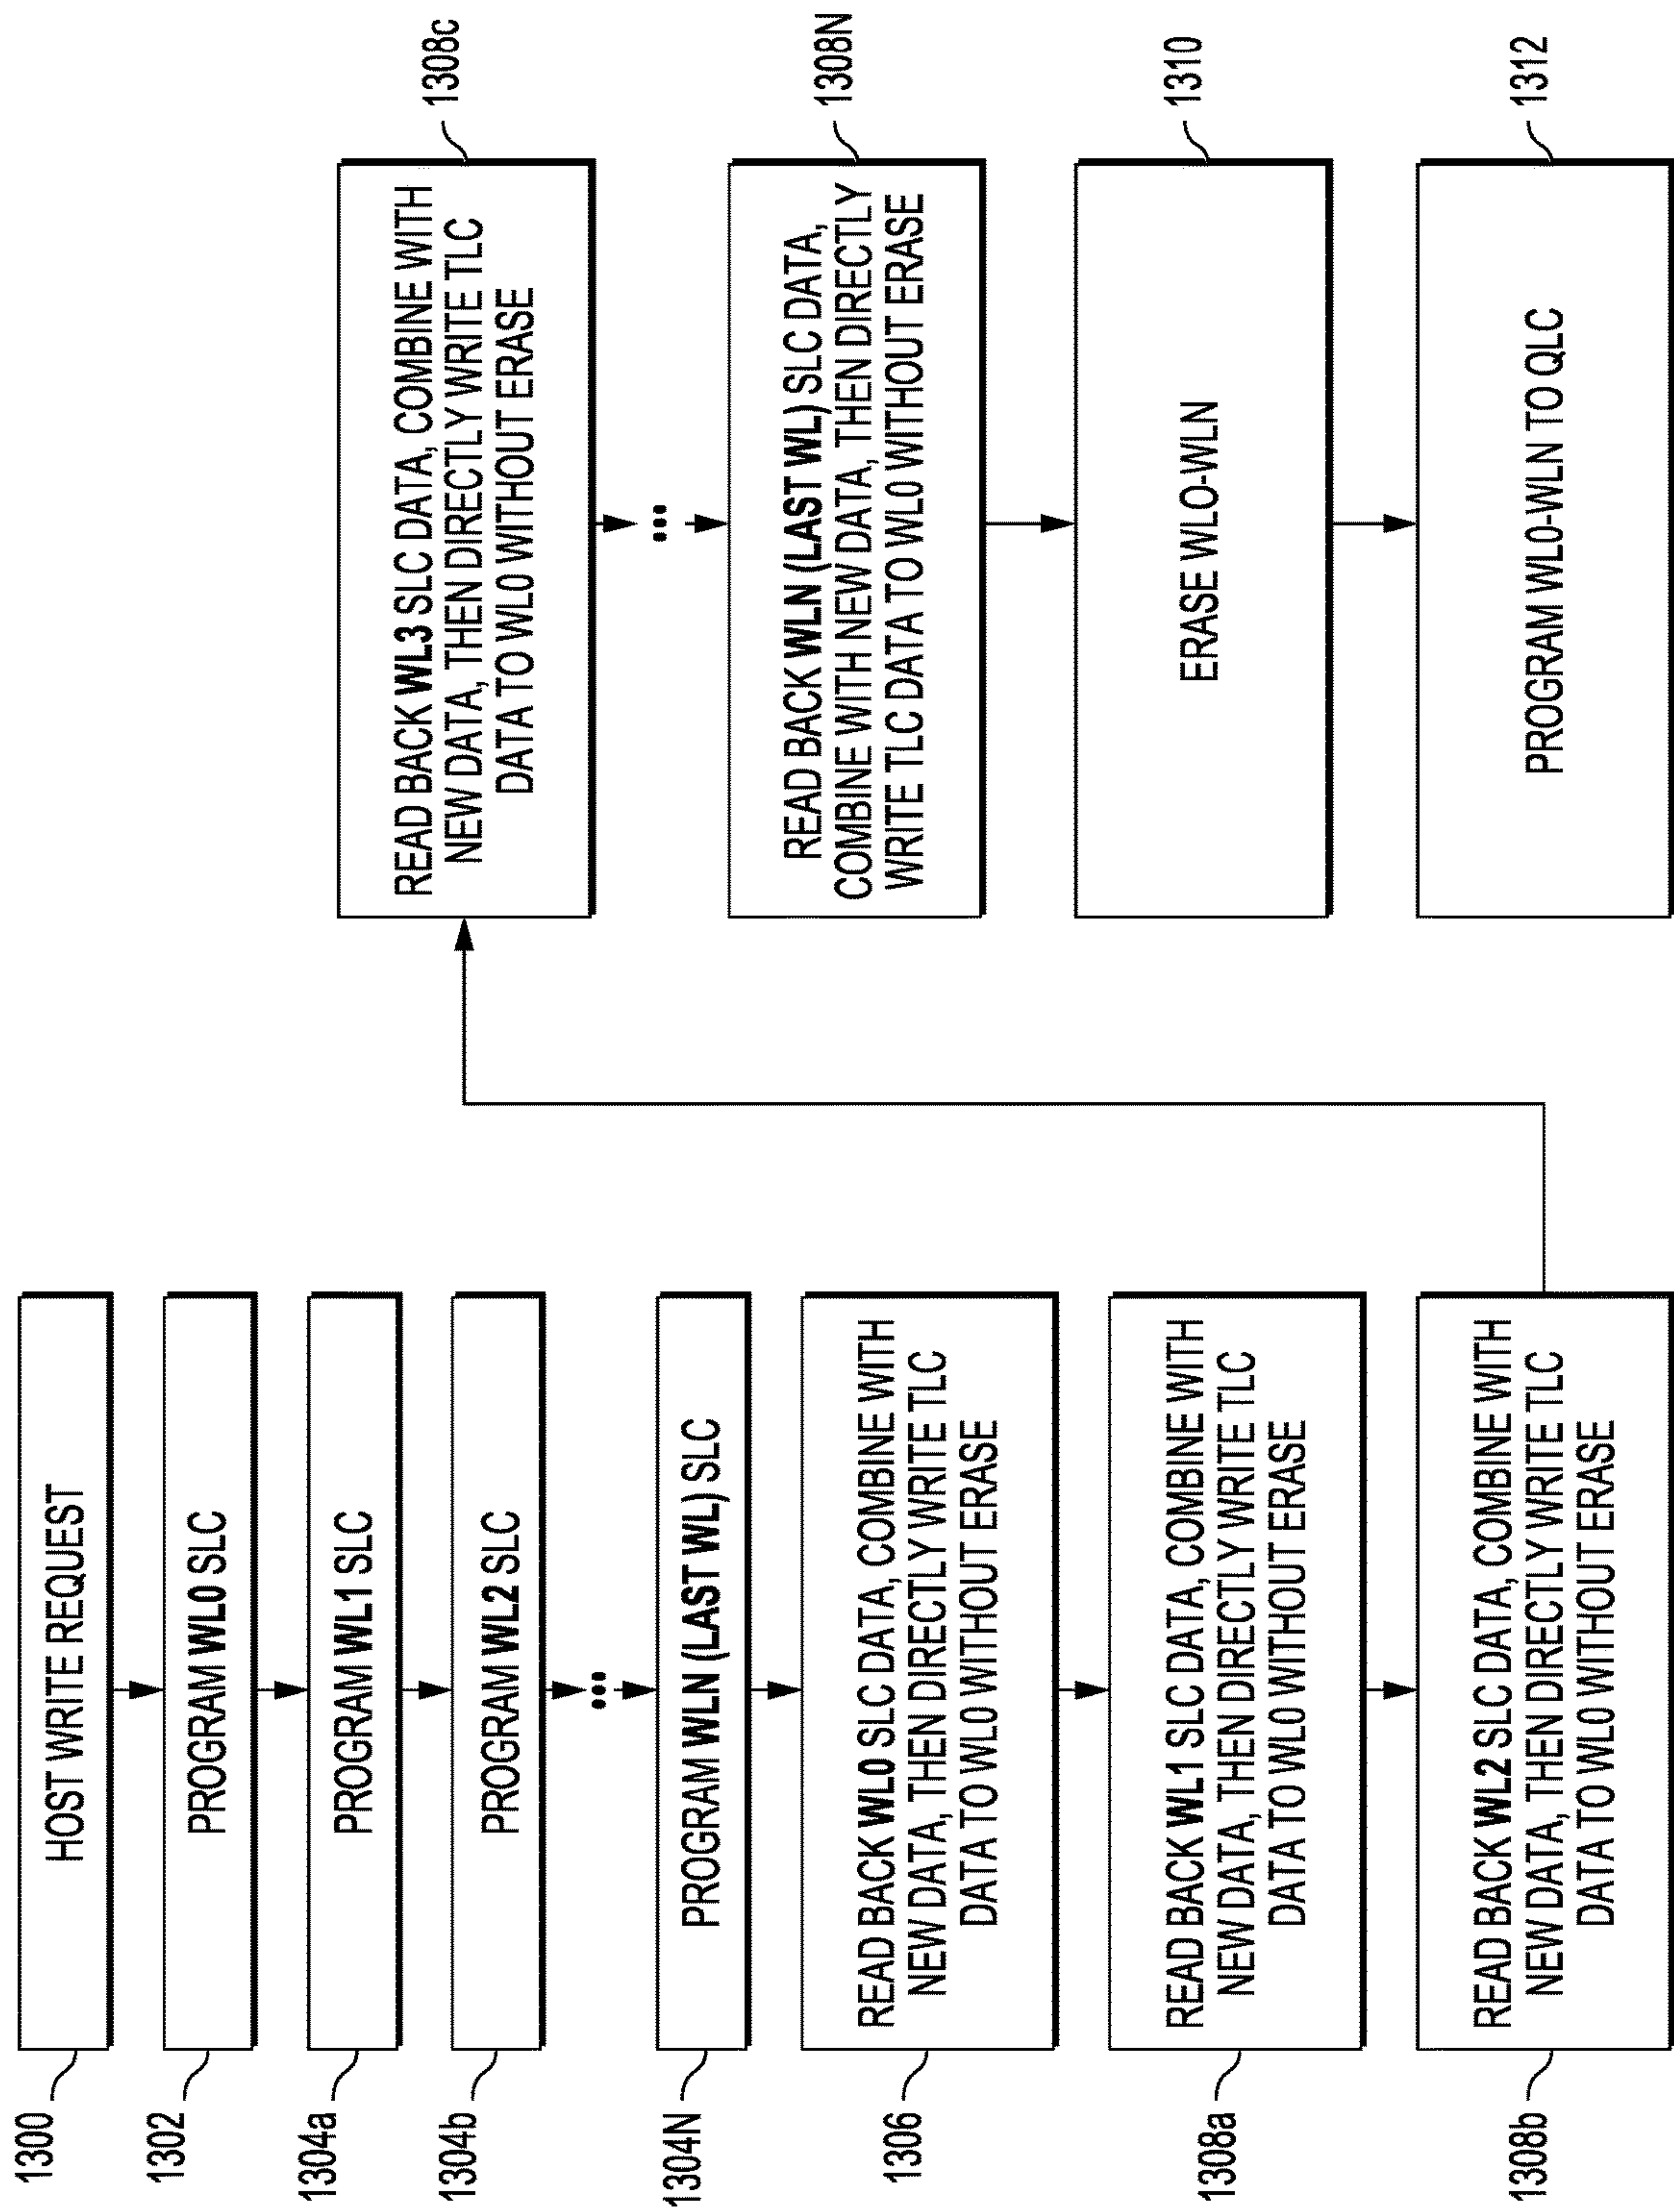 1300
HOST WRITE REQUEST
1302
PROGRAM WL0 SLC
1304a
PROGRAM WL1 SLC
1304b
PROGRAM WL2 SLC
...
1304N
PROGRAM WLN (LAST WL) SLC
1306
READ BACK WL0 SLC DATA, COMBINE WITH
NEW DATA, THEN DIRECTLY WRITE TLC
DATA TO WL0 WITHOUT ERASE
1308a
READ BACK WL1 SLC DATA, COMBINE WITH
NEW DATA, THEN DIRECTLY WRITE TLC
DATA TO WL0 WITHOUT ERASE
1308b
READ BACK WL2 SLC DATA, COMBINE WITH
NEW DATA, THEN DIRECTLY WRITE TLC
DATA TO WL0 WITHOUT ERASE
1308c
READ BACK WL3 SLC DATA, COMBINE WITH
NEW DATA, THEN DIRECTLY WRITE TLC
DATA TO WL0 WITHOUT ERASE
...
1308N
READ BACK WLN (LAST WL) SLC DATA,
COMBINE WITH NEW DATA, THEN DIRECTLY
WRITE TLC DATA TO WL0 WITHOUT ERASE
1310
ERASE WLO-WLN
1312
PROGRAM WL0-WLN TO QLC